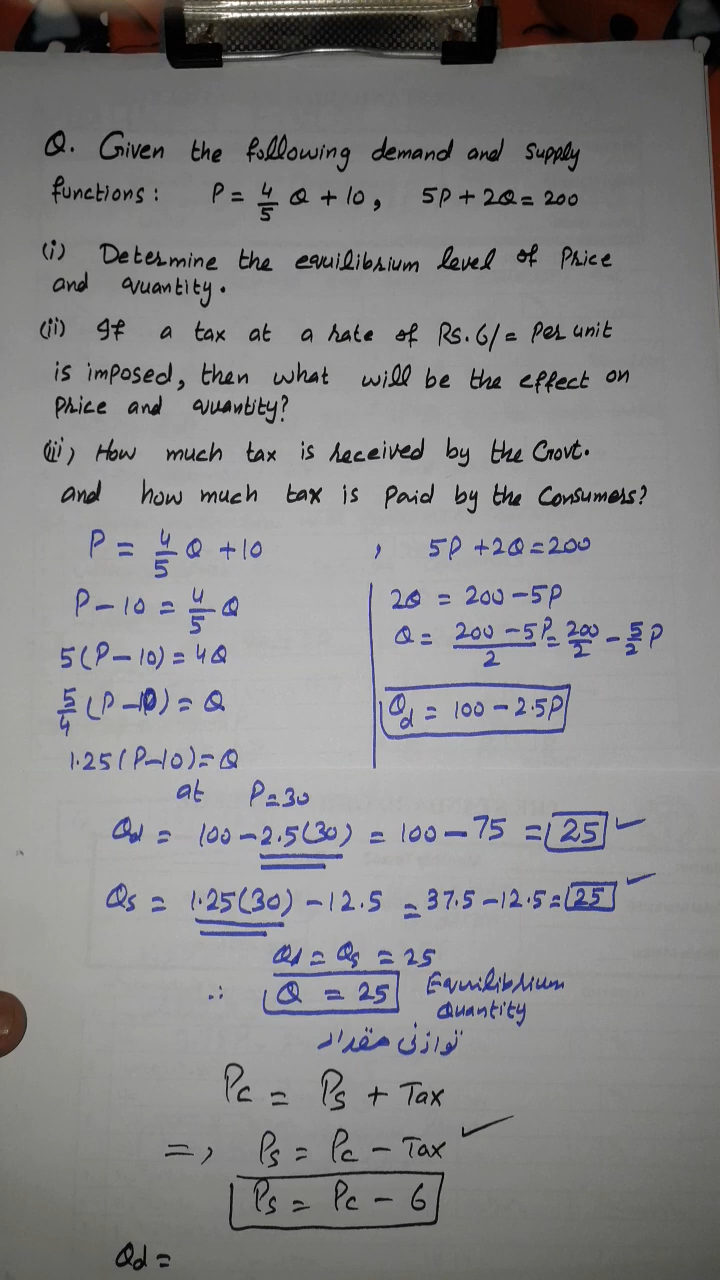 Q. Given the following demand and supply
functions: P = 4/5 Q + 10, 5P + 2Q = 200
(i) Determine the equilibrium level of Price
and quantity.
(ii) If a tax at a rate of RS. 6/= Per unit
is imposed, then what will be the effect on
Price and quantity?
(iii) How much tax is received by the Govt.
and how much tax is paid by the Consumers?
P = 4/5 Q + 10 , 5P + 2Q = 200
P - 10 = 4/5 Q
5(P - 10) = 4Q
5/4 (P - 10) = Q
1.25(P - 10) = Q
2Q = 200 - 5P
Q = (200 - 5P)/2 = 200/2 - 5/2 P
Qd = 100 - 2.5P
at P = 30
Qd = 100 - 2.5(30) = 100 - 75 = 25 ✓
Qs = 1.25(30) - 12.5 = 37.5 - 12.5 = 25 ✓
Qd = Qs = 25
∴ Q = 25 Equilibrium
Quantity
توازنی مقدار
Pc = Ps + Tax
=> Ps = Pc - Tax ✓
Ps = Pc - 6
Qd =